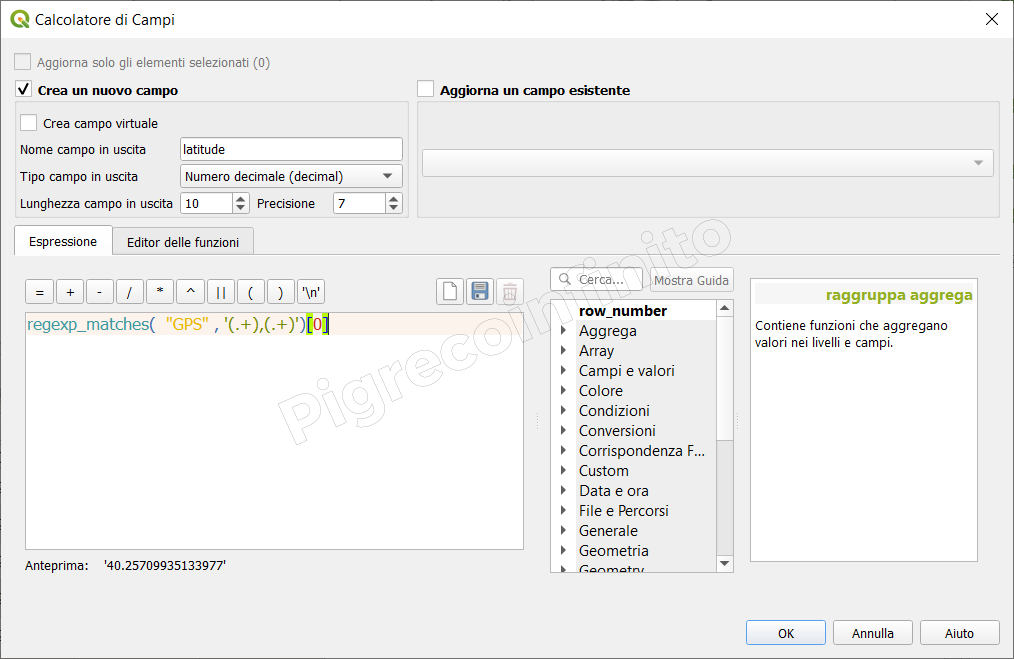 Calcolatore di Campi
Aggiorna solo gli elementi selezionati (0)
Crea un nuovo campo
Aggiorna un campo esistente
Crea campo virtuale
Nome campo in uscita latitude
Tipo campo in uscita Numero decimale (decimal)
Lunghezza campo in uscita 10 Precisione 7
Espressione Editor delle funzioni
= + - / * ^ || ( ) '\n'
Cerca... Mostra Guida
regexp_matches( "GPS" , '(.+),(.+)')[0]
row_number
Aggrega
Array
Campi e valori
Colore
Condizioni
Conversioni
Corrispondenza F...
Custom
Data e ora
File e Percorsi
Generale
Geometria
Geometry
raggruppa aggrega
Contiene funzioni che aggregano
valori nei livelli e campi.
Anteprima: '40.25709935133977'
OK Annulla Aiuto
Pigrecoinfinito